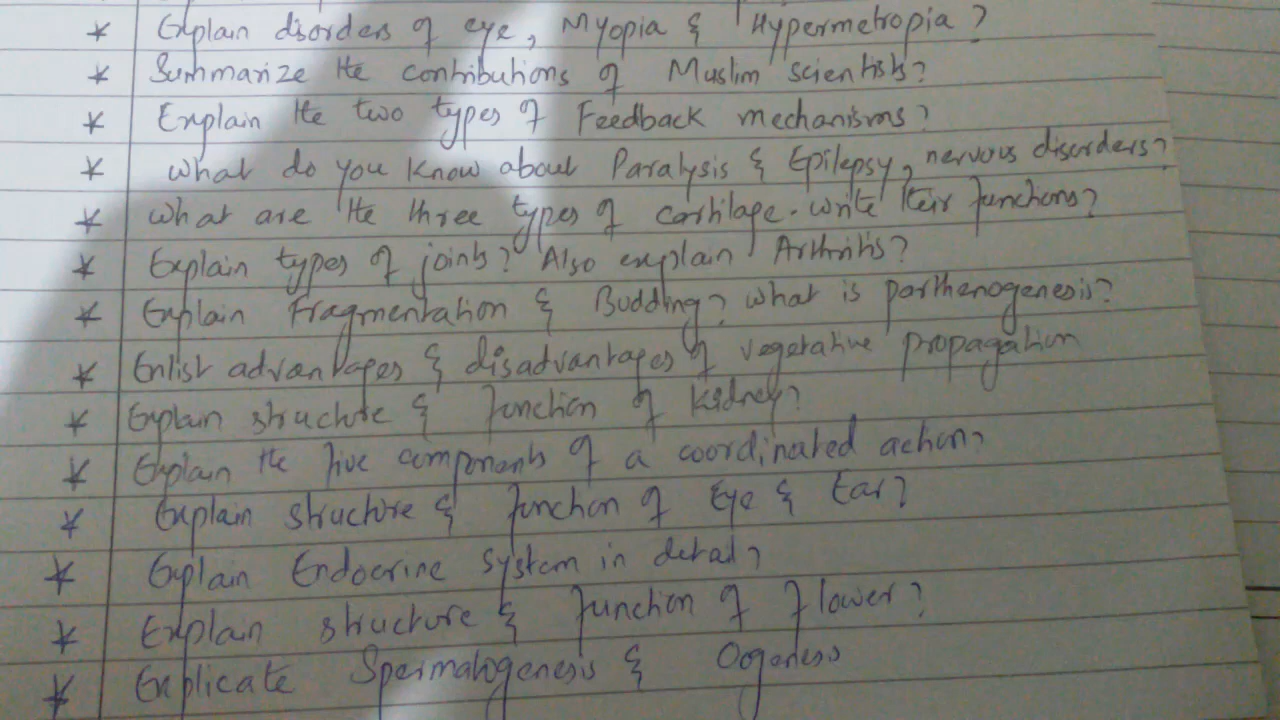 * Explain disorders of eye, Myopia & Hypermetropia?
* Summarize the contributions of Muslim scientists?
* Explain the two types of Feedback mechanisms?
* What do you know about Paralysis & Epilepsy, nervous disorders?
* What are the three types of cartilage. Write their functions?
* Explain types of joints? Also explain Arthritis?
* Explain Fragmentation & Budding? What is parthenogenesis?
* Enlist advantages & disadvantages of vegetative propagation
* Explain structure & function of Kidney?
* Explain the five components of a coordinated action?
* Explain structure & function of Eye & Ear?
* Explain Endocrine System in detail?
* Explain structure & function of flower?
* Explicate Spermatogenesis & Oogenesis